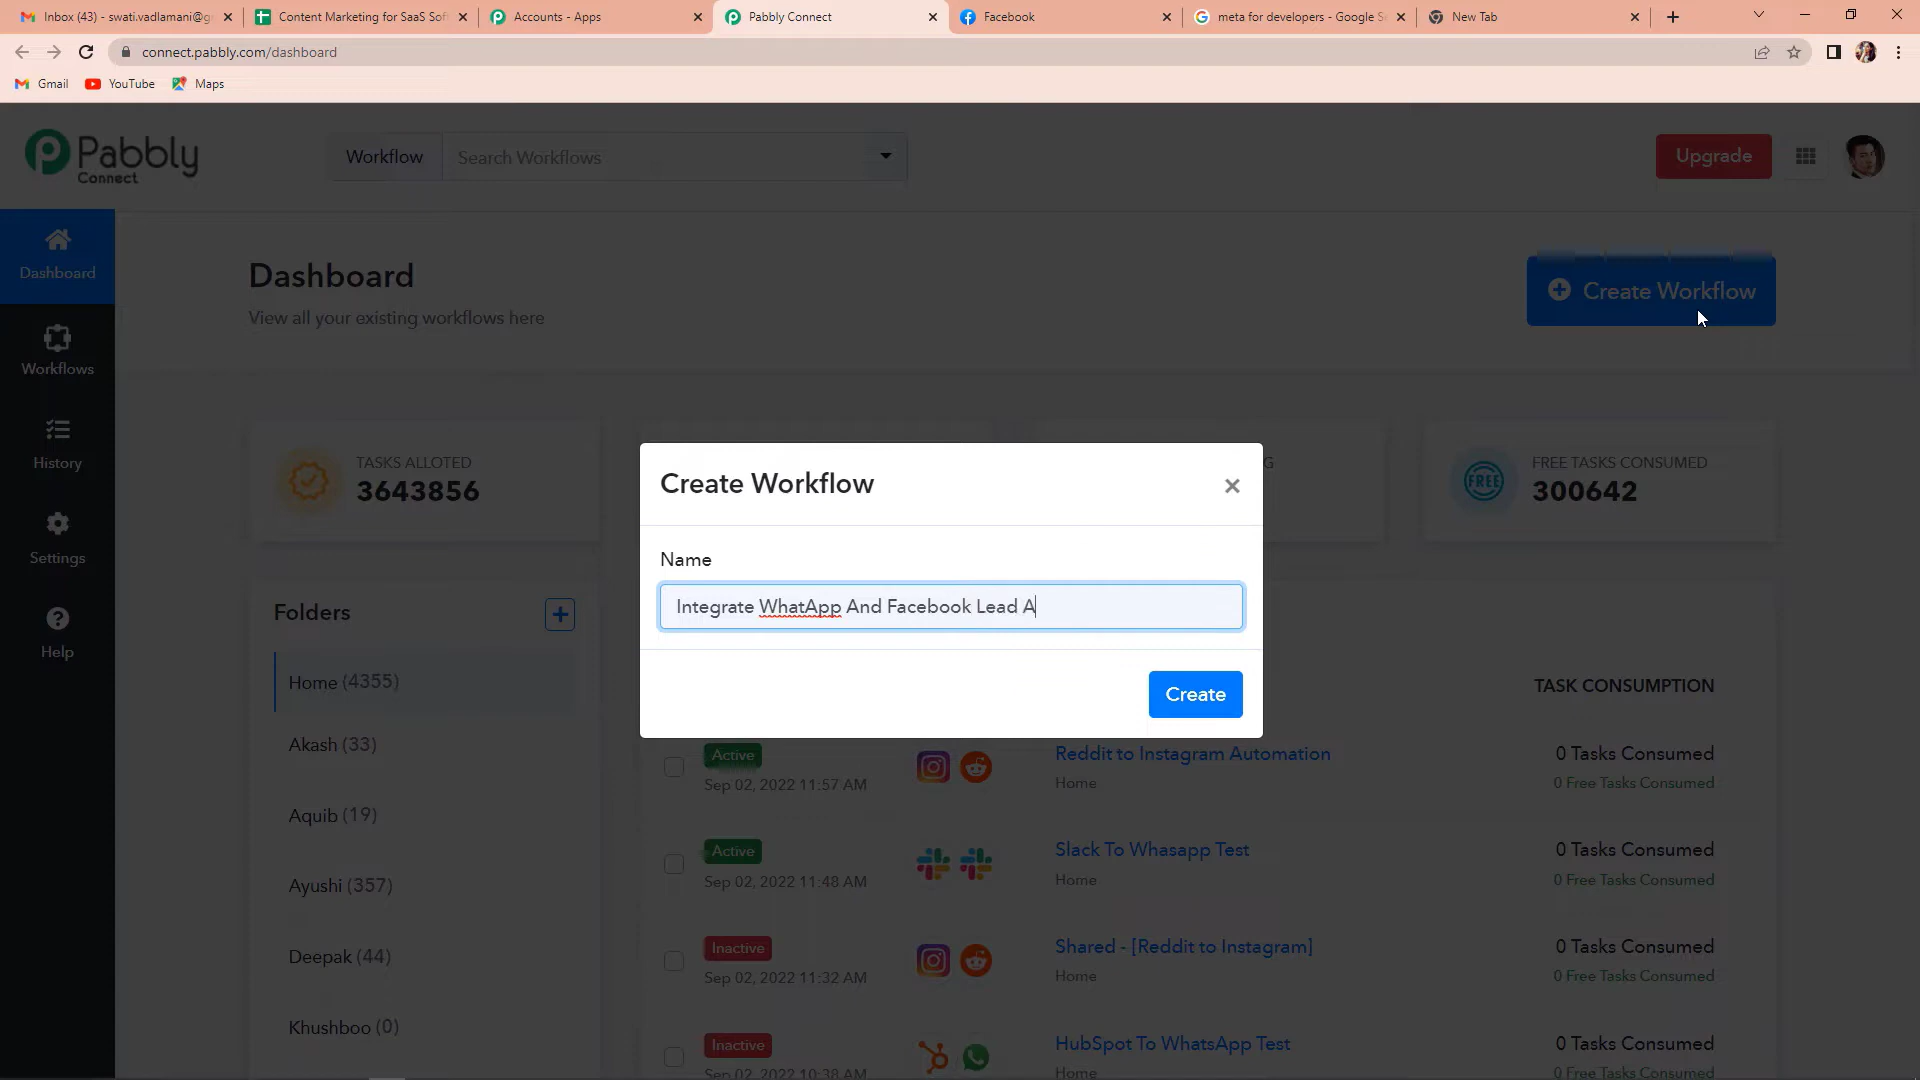 Inbox (43) - swati.vadlamani@g
Content Marketing for SaaS Sof
Accounts - Apps
Pabbly Connect
Facebook
meta for developers - Google S
New Tab
connect.pabbly.com/dashboard
Gmail
YouTube
Maps
Pabbly
Connect
Workflow
Search Workflows
Upgrade
Dashboard
Dashboard
View all your existing workflows here
Create Workflow
Workflows
History
Settings
Help
TASKS ALLOTED
3643856
G
FREE TASKS CONSUMED
FREE
300642
Create Workflow
Name
Integrate WhatApp And Facebook Lead A
Create
Folders
Home (4355)
Akash (33)
Aquib (19)
Ayushi (357)
Deepak (44)
Khushboo (0)
TASK CONSUMPTION
Active
Sep 02, 2022 11:57 AM
Reddit to Instagram Automation
Home
0 Tasks Consumed
0 Free Tasks Consumed
Active
Sep 02, 2022 11:48 AM
Slack To Whasapp Test
Home
0 Tasks Consumed
0 Free Tasks Consumed
Inactive
Sep 02, 2022 11:32 AM
Shared - [Reddit to Instagram]
Home
0 Tasks Consumed
0 Free Tasks Consumed
Inactive
Sep 02, 2022 10:38 AM
HubSpot To WhatsApp Test
Home
0 Tasks Consumed
0 Free Tasks Consumed